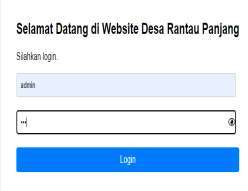 Selamat Datang di Website Desa Rantau Panjang
Silahkan login.
admin
•••
Login